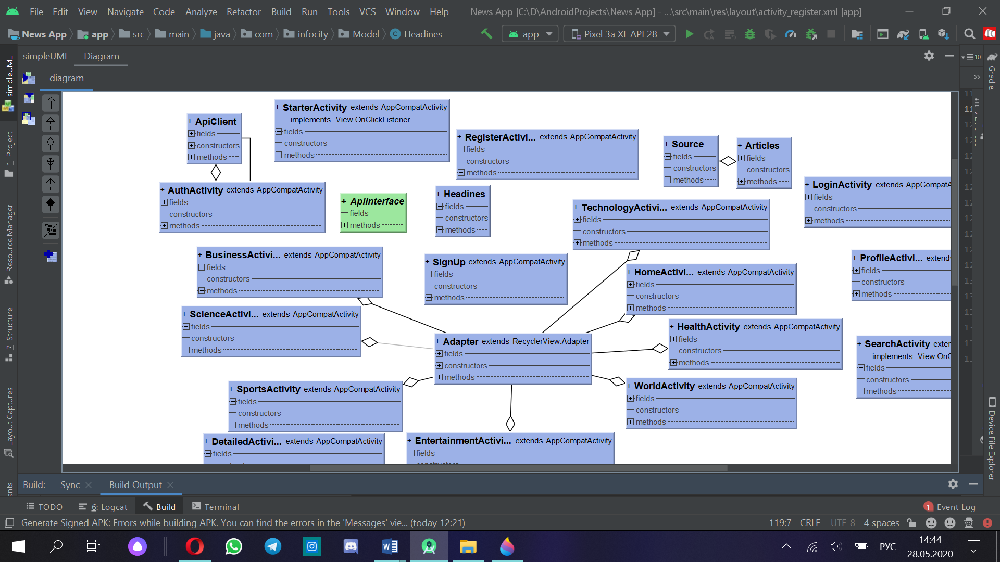 File Edit View Navigate Code Analyze Refactor Build Run Tools VCS Window Help News App [C:\D\AndroidProjects\News App] - ...\src\main\res\layout\activity_register.xml [app]
News App app src main java com infocity Model Headines app Pixel 3a XL API 28
simpleUML Diagram
10
diagram
simpleUML
1: Project
Resource Manager
7: Structure
Layout Captures
Gradle
Device File Explorer
+ StarterActivity extends AppCompatActivity
implements View.OnClickListener
fields
constructors
methods
+ ApiClient
fields
constructors
methods
+ RegisterActivi... extends AppCompatActivity
fields
constructors
methods
+ Source
fields
constructors
methods
+ Articles
fields
constructors
methods
+ AuthActivity extends AppCompatActivity
fields
constructors
methods
+ ApiInterface
fields
methods
+ Headines
fields
constructors
methods
+ TechnologyActivi... extends AppCompatActivity
fields
constructors
methods
+ LoginActivity extends AppCompatA
fields
constructors
methods
+ BusinessActivi... extends AppCompatActivity
fields
constructors
methods
+ SignUp extends AppCompatActivity
fields
constructors
methods
+ HomeActivi... extends AppCompatActivity
fields
constructors
methods
+ ProfileActivi... extends
fields
constructors
methods
+ ScienceActivi... extends AppCompatActivity
fields
constructors
methods
+ Adapter extends RecyclerView.Adapter
fields
constructors
methods
+ HealthActivity extends AppCompatActivity
fields
constructors
methods
+ SearchActivity exter
implements View.OnC
fields
constructors
methods
+ SportsActivity extends AppCompatActivity
fields
constructors
methods
+ WorldActivity extends AppCompatActivity
fields
constructors
methods
+ DetailedActivi... extends AppCompatActivity
fields
+ EntertainmentActivi... extends AppCompatActivity
fields
constructors
Build: Sync Build Output
TODO 6: Logcat Build Terminal 1 Event Log
Generate Signed APK: Errors while building APK. You can find the errors in the 'Messages' vie... (today 12:21) 119:7 CRLF UTF-8 4 spaces
РУС
14:44
28.05.2020